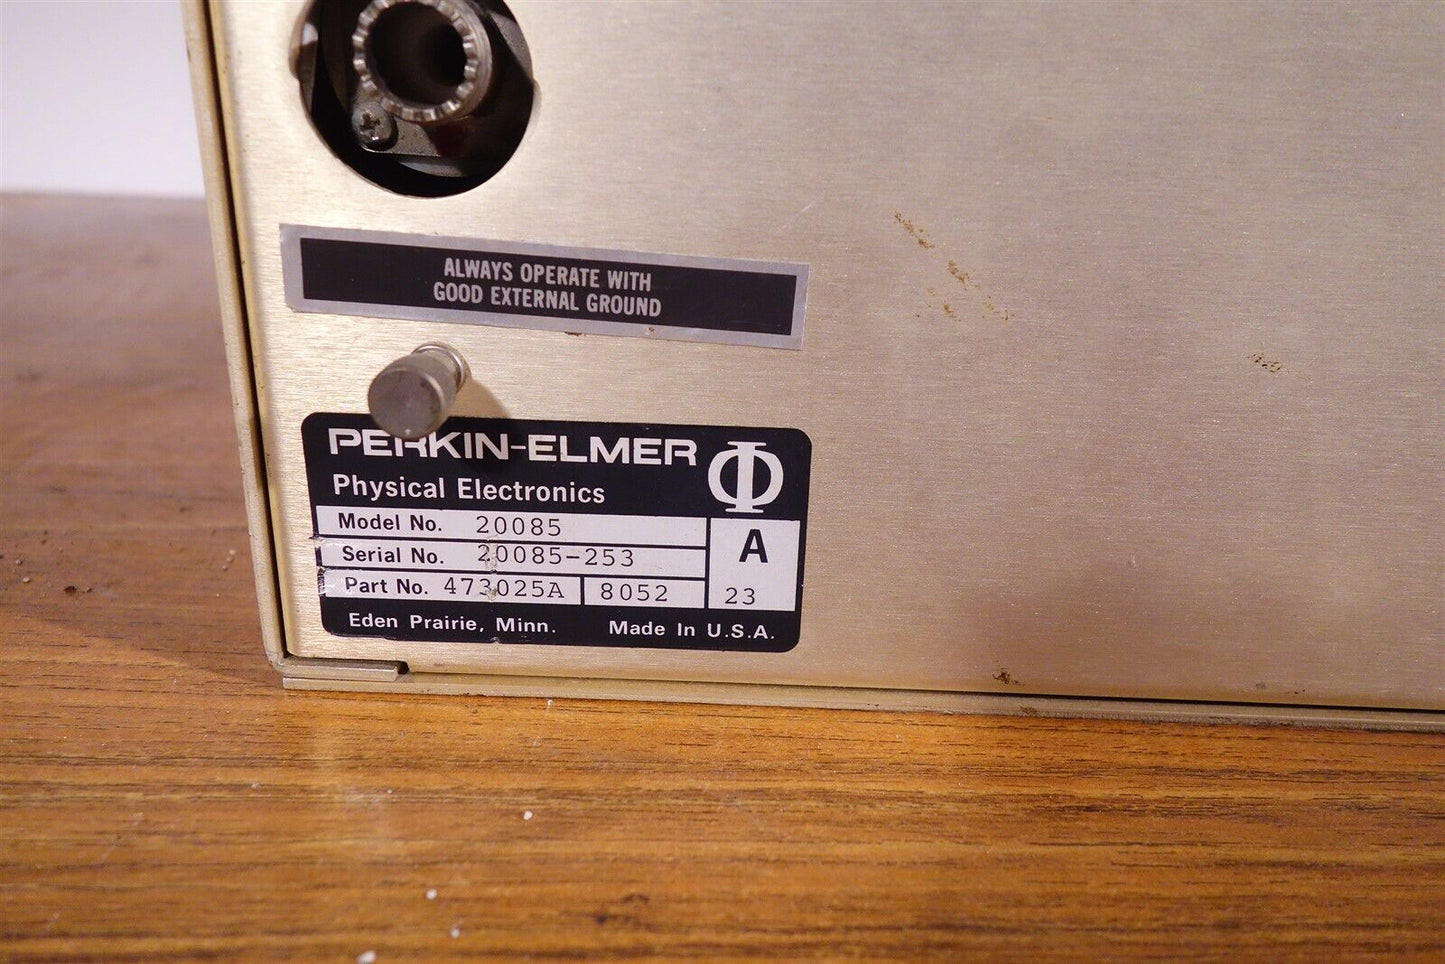 ALWAYS OPERATE WITH
GOOD EXTERNAL GROUND
PERKIN-ELMER
Physical Electronics
Φ
Model No. 20085
A
Serial No. 20085-253
Part No. 473025A 8052 23
Eden Prairie, Minn. Made In U.S.A.